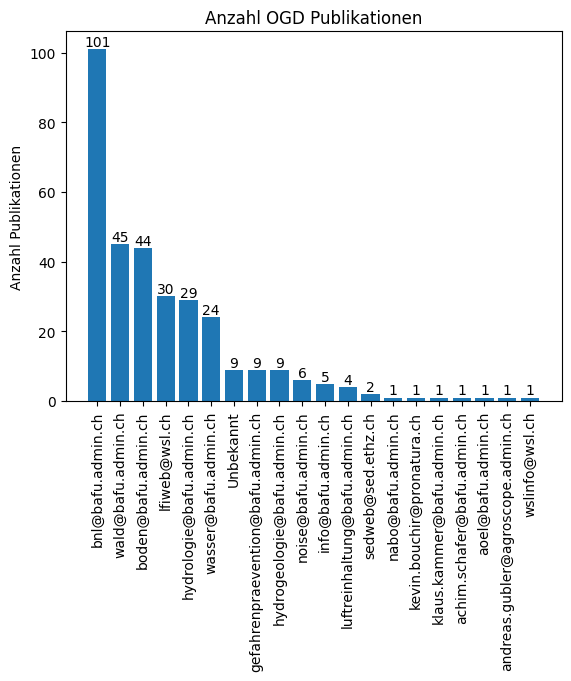 Anzahl OGD Publikationen
Anzahl Publikationen
100
80
60
40
20
0
101
45
44
30
29
24
9
9
9
6
5
4
2
1
1
1
1
1
1
1
bnl@bafu.admin.ch
wald@bafu.admin.ch
boden@bafu.admin.ch
lfiweb@wsl.ch
hydrologie@bafu.admin.ch
wasser@bafu.admin.ch
Unbekannt
gefahrenpraevention@bafu.admin.ch
hydrogeologie@bafu.admin.ch
noise@bafu.admin.ch
info@bafu.admin.ch
luftreinhaltung@bafu.admin.ch
sedweb@sed.ethz.ch
nabo@bafu.admin.ch
kevin.bouchir@pronatura.ch
klaus.kammer@bafu.admin.ch
achim.schafer@bafu.admin.ch
aoel@bafu.admin.ch
andreas.gubler@agroscope.admin.ch
wslinfo@wsl.ch